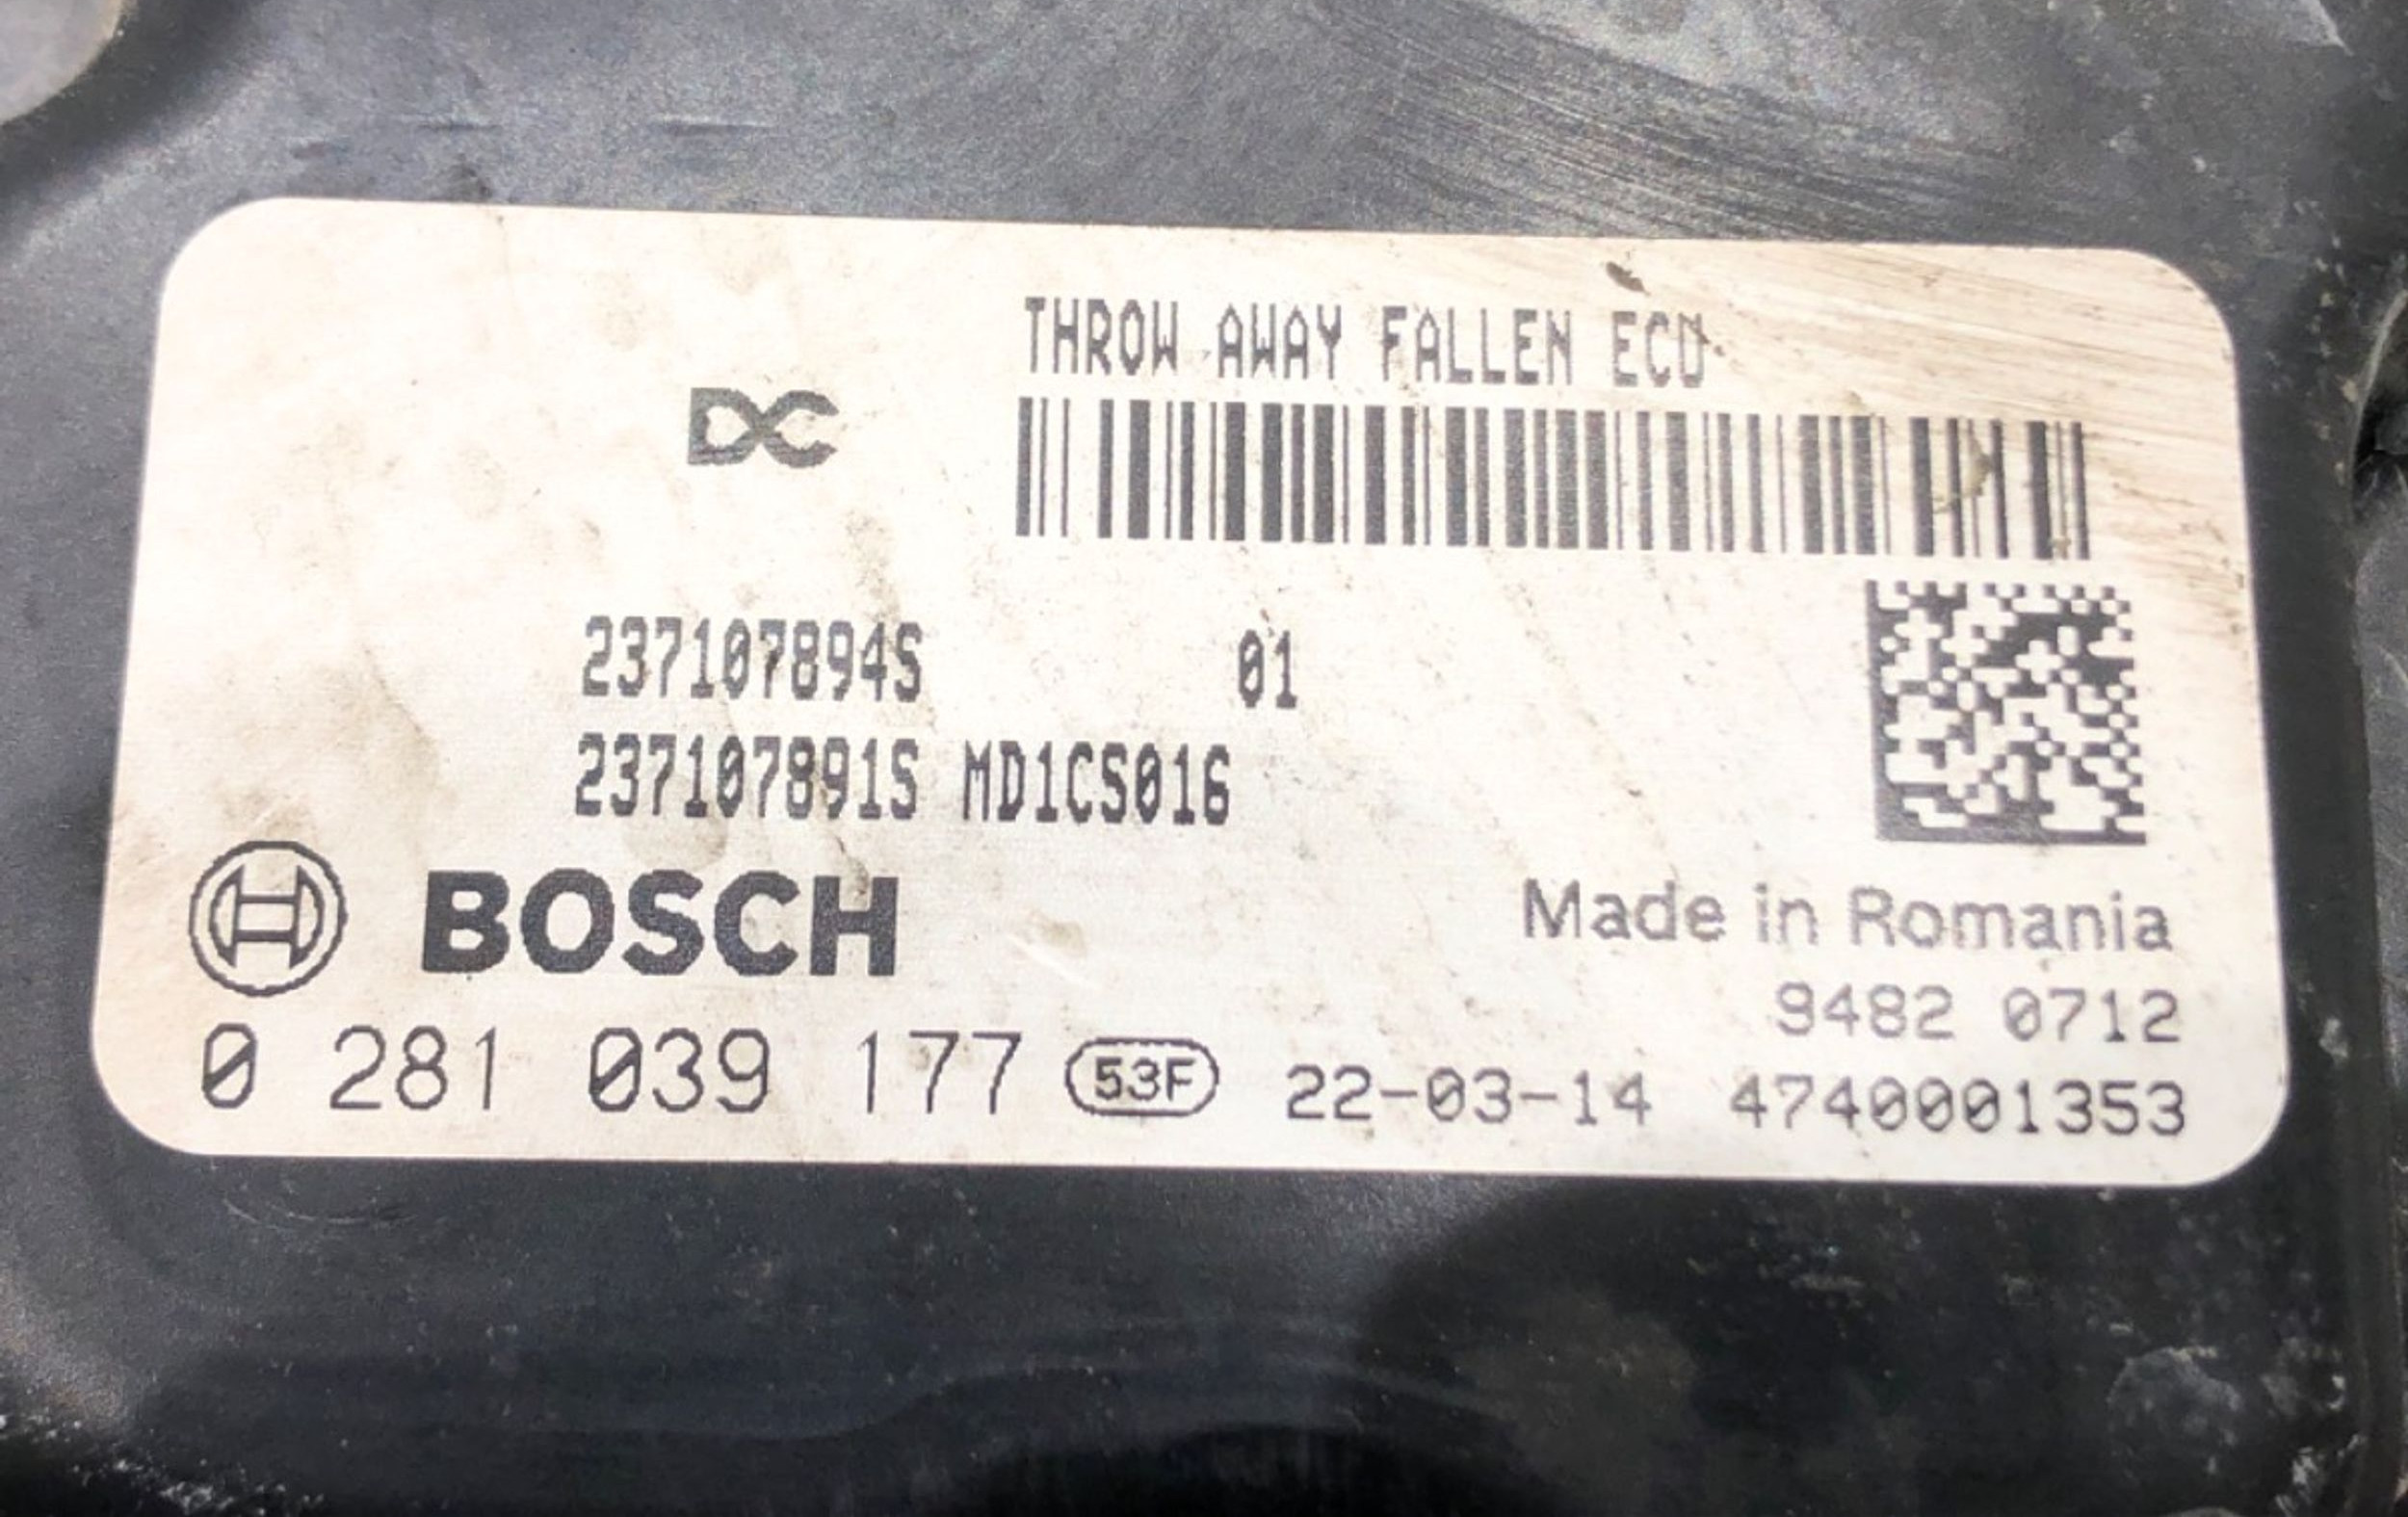 THROW AWAY FALLEN ECU
DC
237107894S 01
237107891S MD1CS016
BOSCH
Made in Romania
9482 0712
0 281 039 177 53F 22-03-14 4740001353